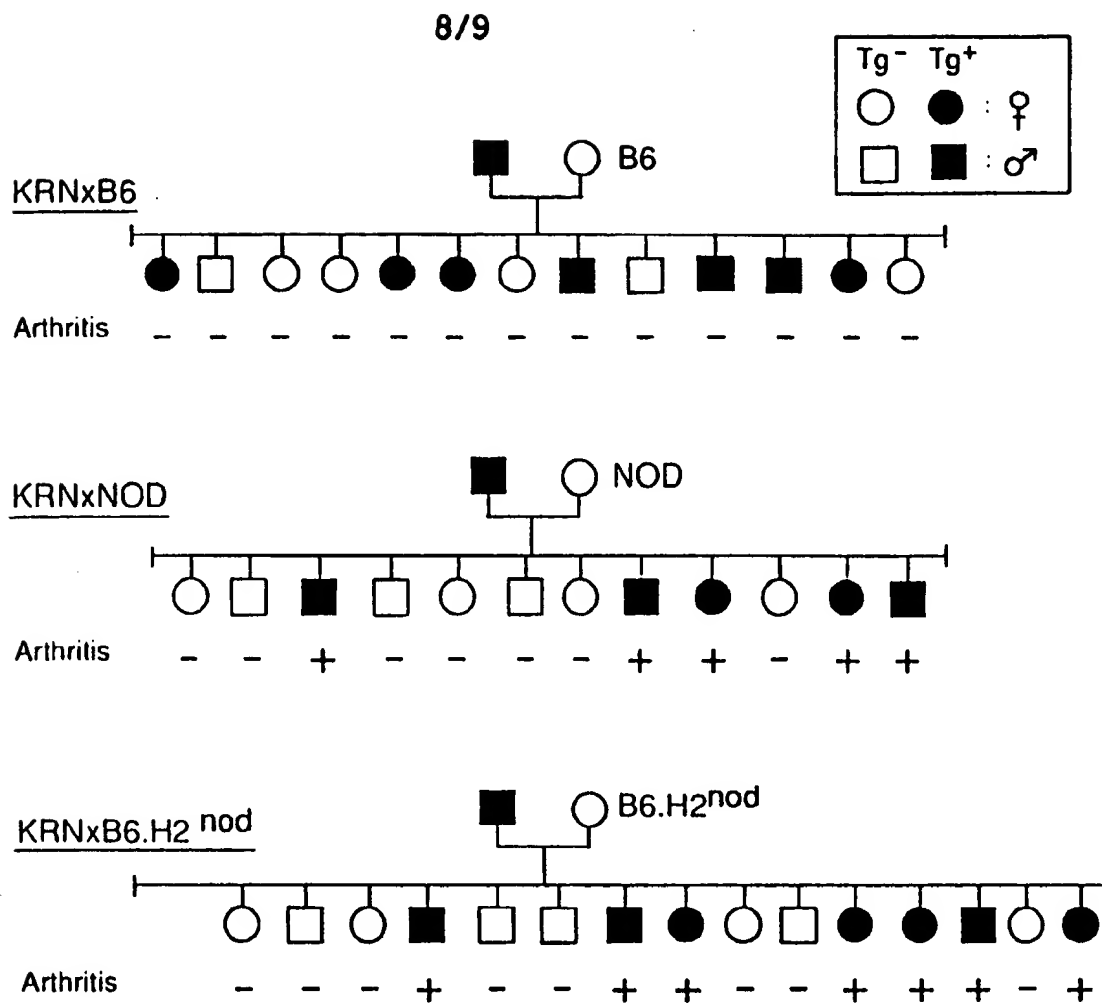 8/9
Tg- Tg+
: ♀
: ♂
B6
KRNxB6
Arthritis - - - - - - - - - - - - -
NOD
KRNxNOD
Arthritis - - + - - - - + + - + +
B6.H2nod
KRNxB6.H2 nod
Arthritis - - - + - - + + - - + + + - +